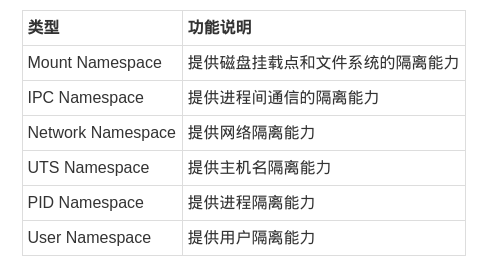 类型 功能说明
Mount Namespace 提供磁盘挂载点和文件系统的隔离能力
IPC Namespace 提供进程间通信的隔离能力
Network Namespace 提供网络隔离能力
UTS Namespace 提供主机名隔离能力
PID Namespace 提供进程隔离能力
User Namespace 提供用户隔离能力